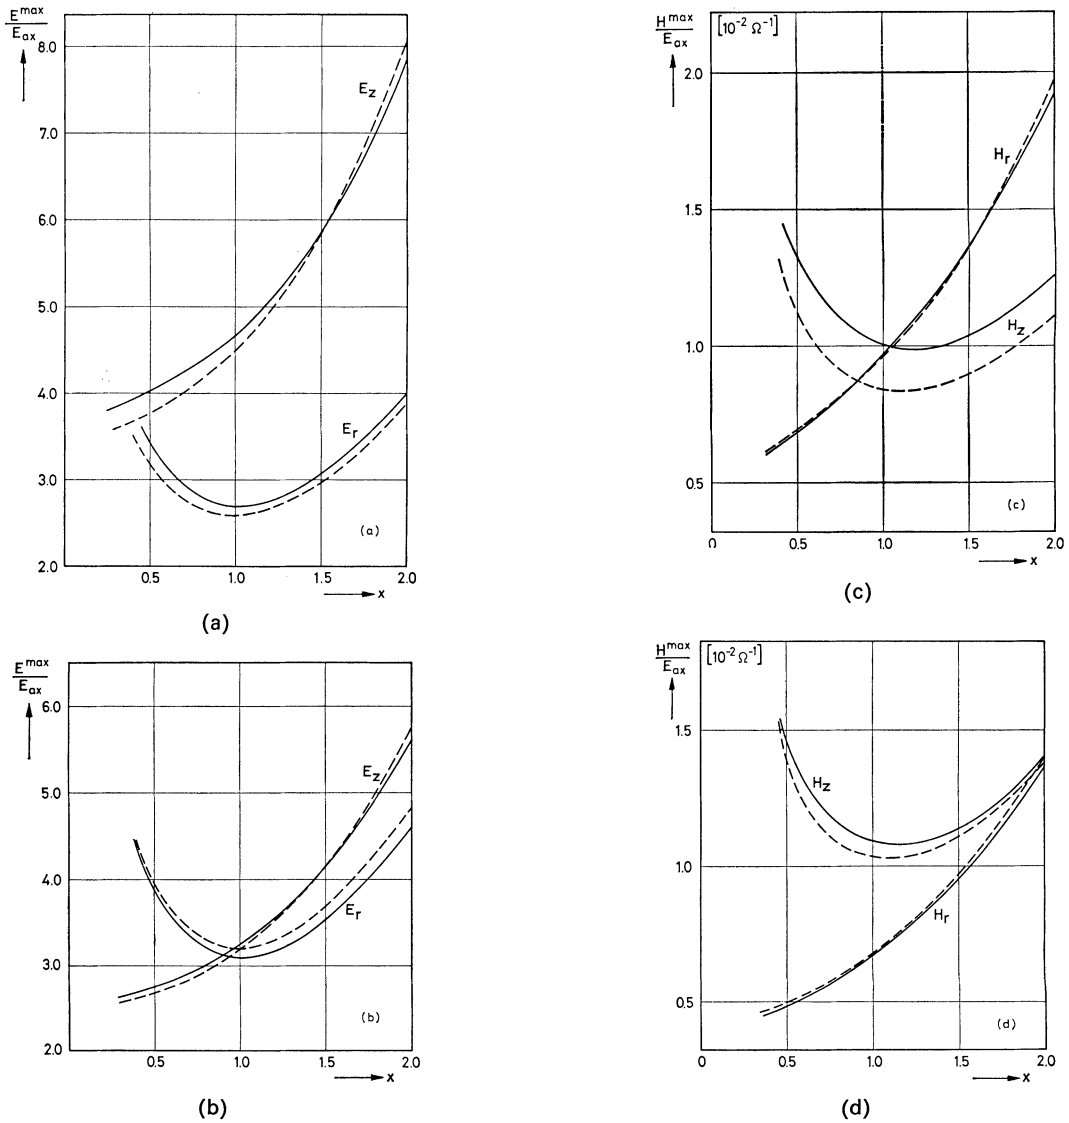 E^max
E_ax
8.0
E_z
7.0
6.0
5.0
4.0
E_r
3.0
(a)
2.0
0.5 1.0 1.5 2.0
x
(a)
H^max
E_ax
[10^-2 Ω^-1]
2.0
H_r
1.5
H_z
1.0
0.5
(c)
0 0.5 1.0 1.5 2.0
x
(c)
E^max
E_ax
6.0
E_z
5.0
4.0
E_r
3.0
(b)
2.0
0.5 1.0 1.5 2.0
x
(b)
H^max
E_ax
[10^-2 Ω^-1]
1.5
H_z
1.0
H_r
0.5
(d)
0 0.5 1.0 1.5 2.0
x
(d)